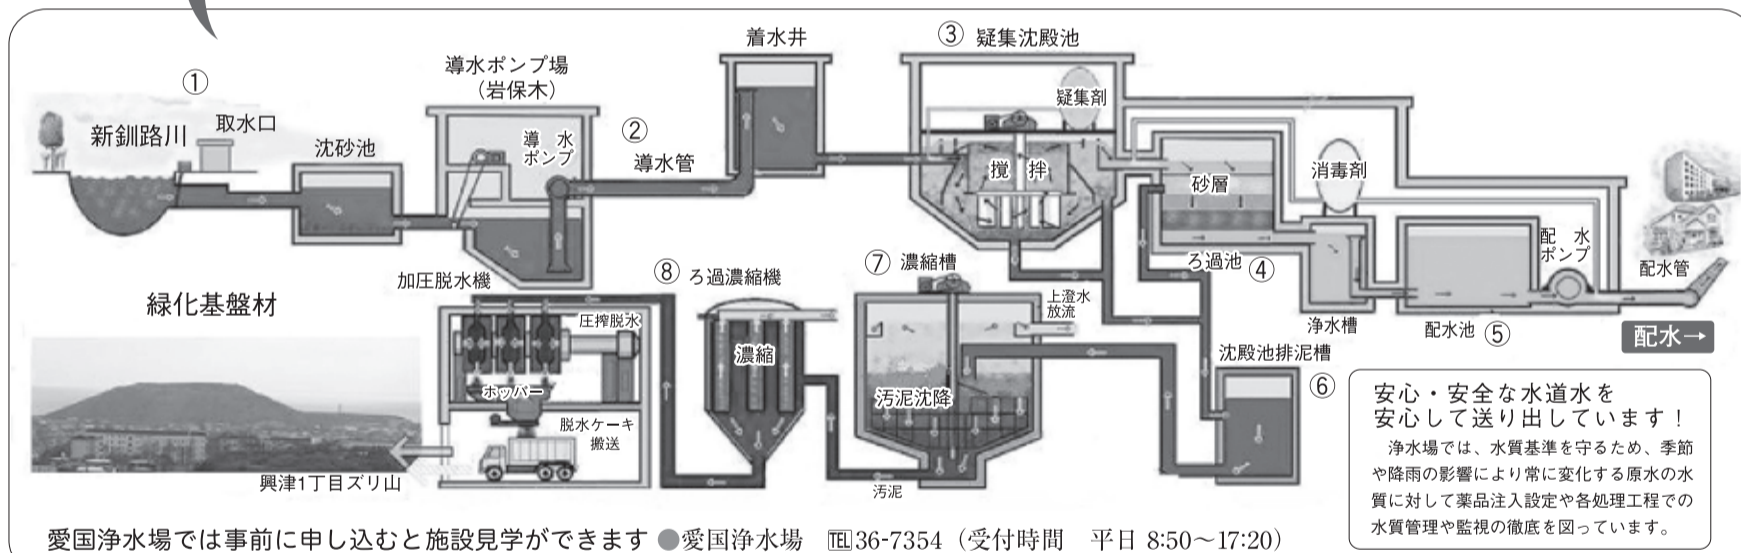 ①
新釧路川
取水口
沈砂池
導水ポンプ場
(岩保木)
導水
ポンプ
②
導水管
着水井
③ 疑集沈殿池
疑集剤
撹拌
砂層
ろ過池 ④
消毒剤
浄水槽
配水池 ⑤
配水
ポンプ
配水管
配水→
沈殿池排泥槽
⑥
⑦ 濃縮槽
上澄水
放流
汚泥沈降
汚泥
⑧ ろ過濃縮機
濃縮
加圧脱水機
圧搾脱水
ホッパー
脱水ケーキ
搬送
緑化基盤材
興津1丁目ズリ山
安心・安全な水道水を
安心して送り出しています!
浄水場では、水質基準を守るため、季節
や降雨の影響により常に変化する原水の水
質に対して薬品注入設定や各処理工程での
水質管理や監視の徹底を図っています。
愛国浄水場では事前に申し込むと施設見学ができます ●愛国浄水場 ℡36-7354(受付時間 平日 8:50~17:20)